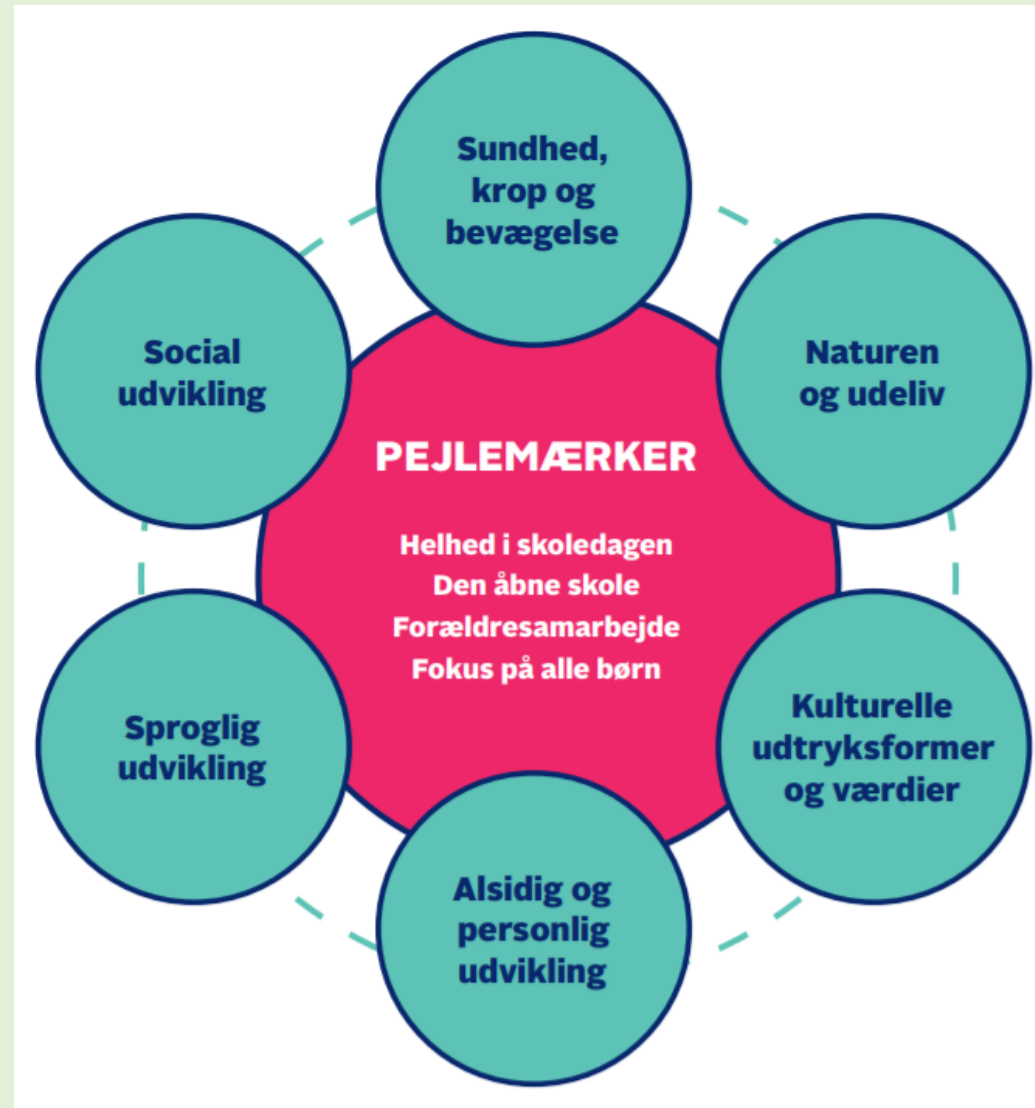 Sundhed,
krop og
bevægelse
Naturen
og udeliv
Kulturelle
udtryksformer
og værdier
Alsidig og
personlig
udvikling
Sproglig
udvikling
Social
udvikling
PEJLEMÆRKER
Helhed i skoledagen
Den åbne skole
Forældresamarbejde
Fokus på alle børn